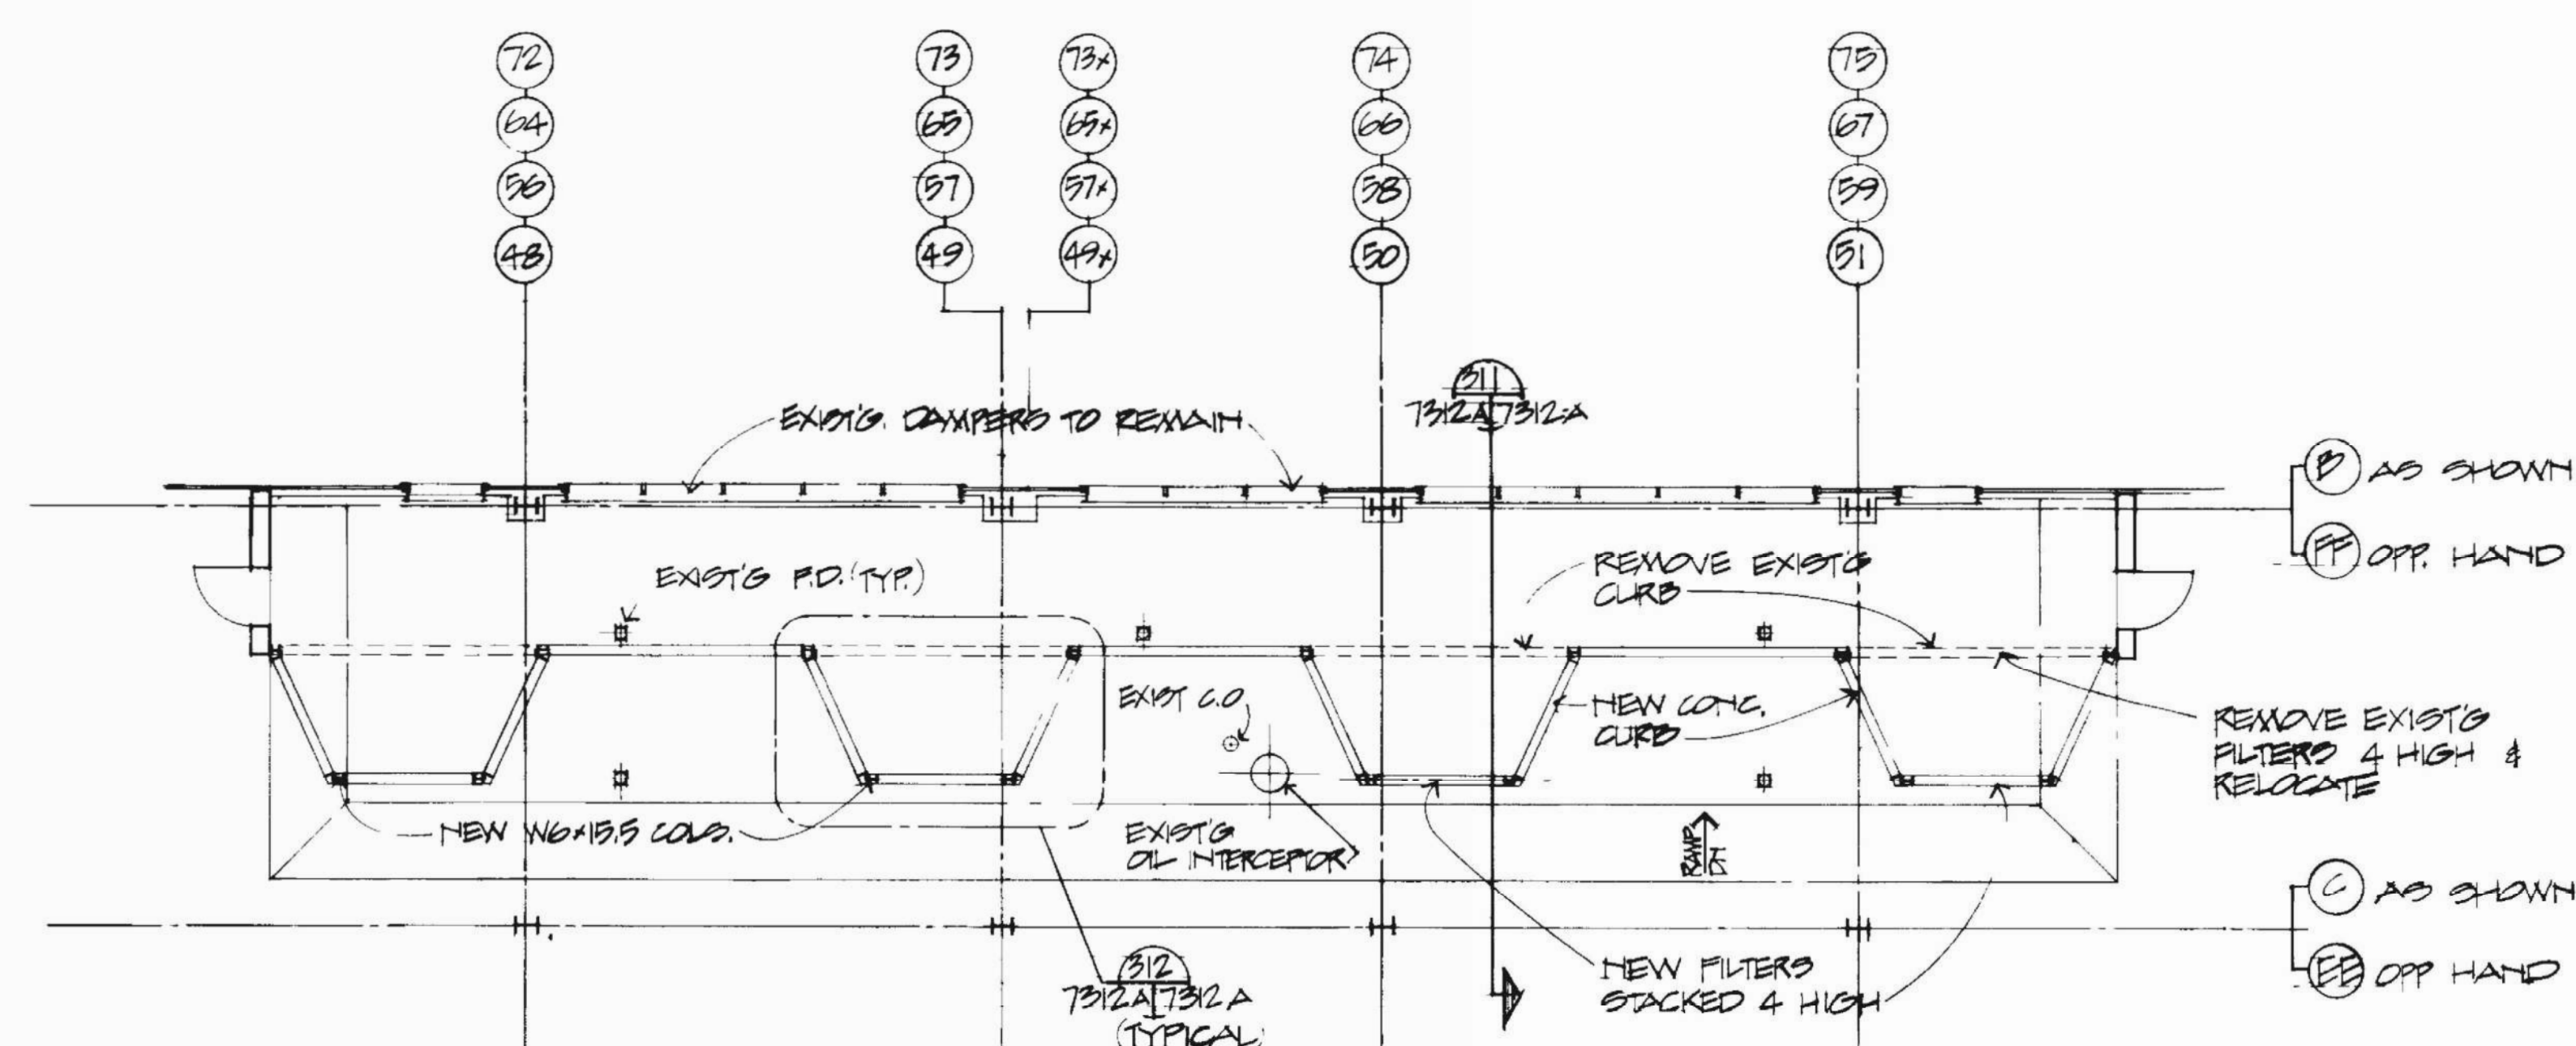 72
64
56
48
73
65
57
49
73x
65x
57x
49x
74
66
58
50
75
67
59
51
EXIST'G. DAMPERS TO REMAIN
311
7312A 7312A
B AS SHOWN
FF OPP. HAND
EXIST'G F.D. (TYP.)
REMOVE EXIST'G
CURB
EXIST C.O.
NEW CONC.
CURB
REMOVE EXIST'G
FILTERS 4 HIGH &
RELOCATE
NEW W6x15.5 COLS.
EXIST'G
OIL INTERCEPTOR
RAMP
C AS SHOWN
EE OPP HAND
312
7312A 7312A
(TYPICAL)
NEW FILTERS
STACKED 4 HIGH